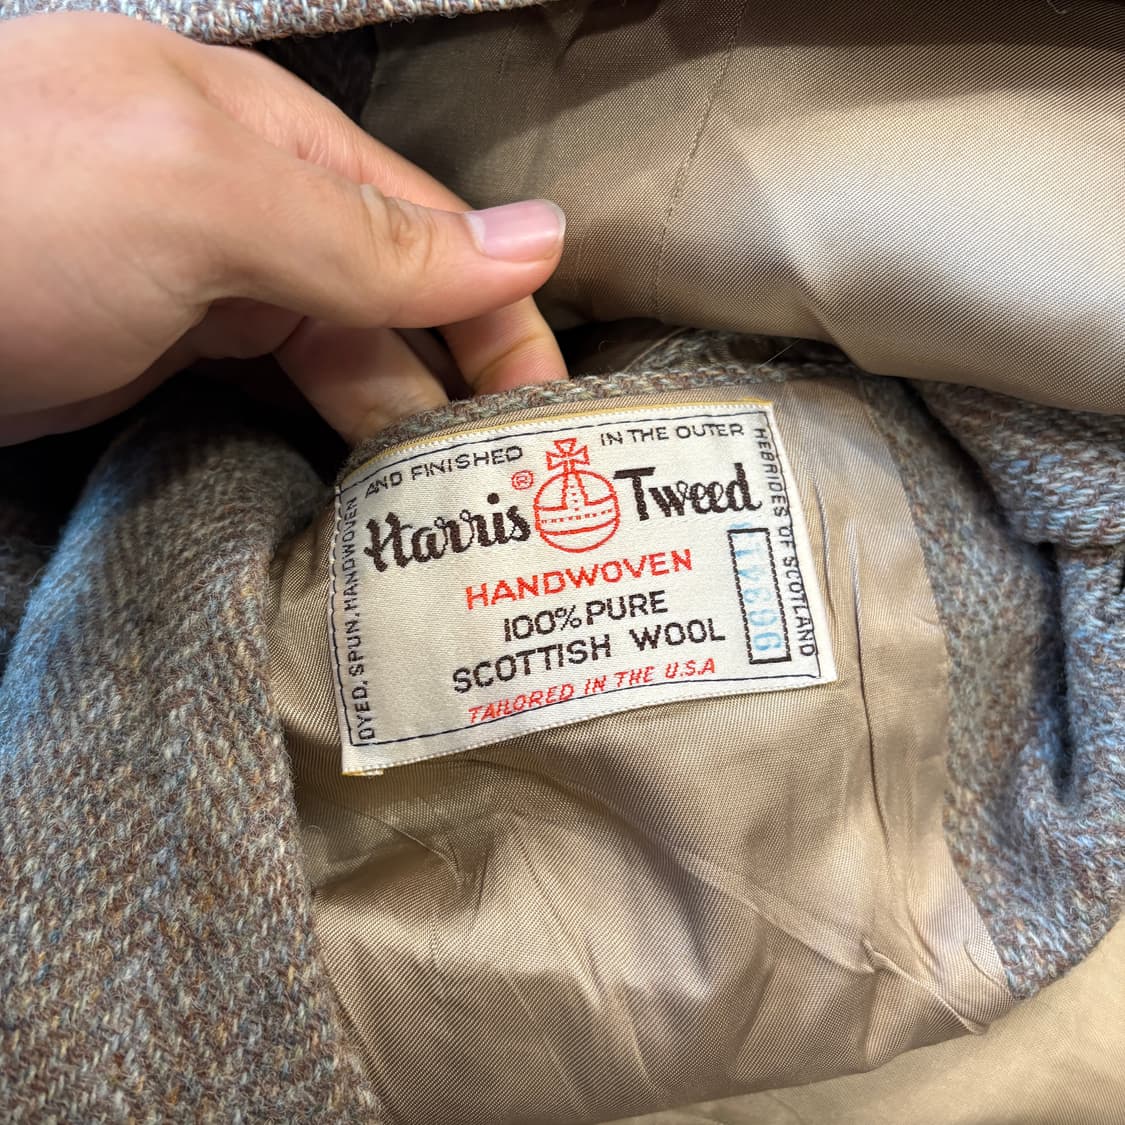 DYED, SPUN, HANDWOVEN
AND FINISHED
IN THE OUTER
HEBRIDES OF SCOTLAND
Harris ® Tweed
HANDWOVEN
100% PURE
SCOTTISH WOOL
TAILORED IN THE U.S.A